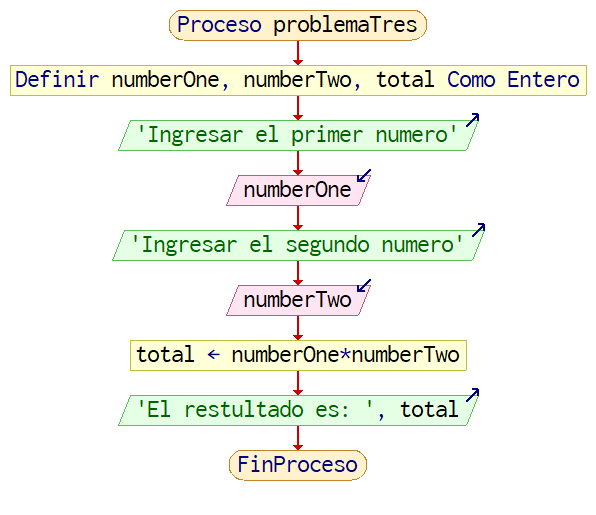 Proceso problemaTres
Definir numberOne, numberTwo, total Como Entero
'Ingresar el primer numero'
numberOne
'Ingresar el segundo numero'
numberTwo
total ← numberOne*numberTwo
'El restultado es: ', total
FinProceso